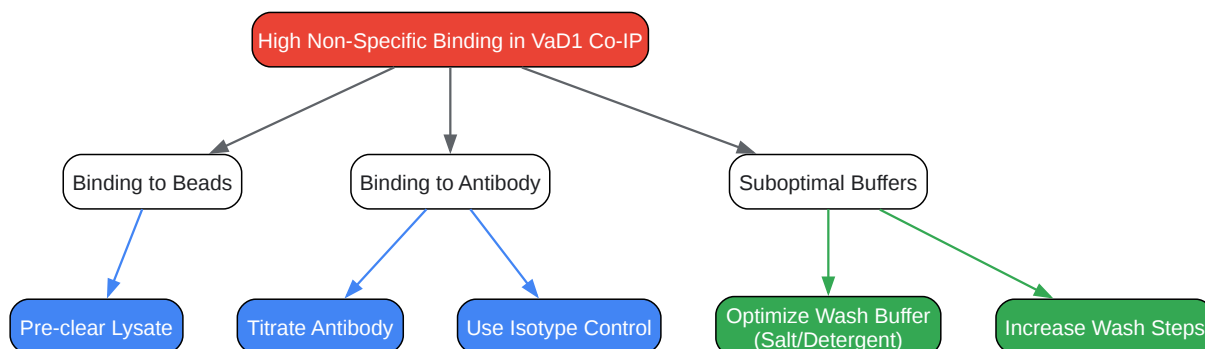 High Non-Specific Binding in VaD1 Co-IP
Binding to Beads
Binding to Antibody
Suboptimal Buffers
Pre-clear Lysate
Titrate Antibody
Use Isotype Control
Optimize Wash Buffer
(Salt/Detergent)
Increase Wash Steps